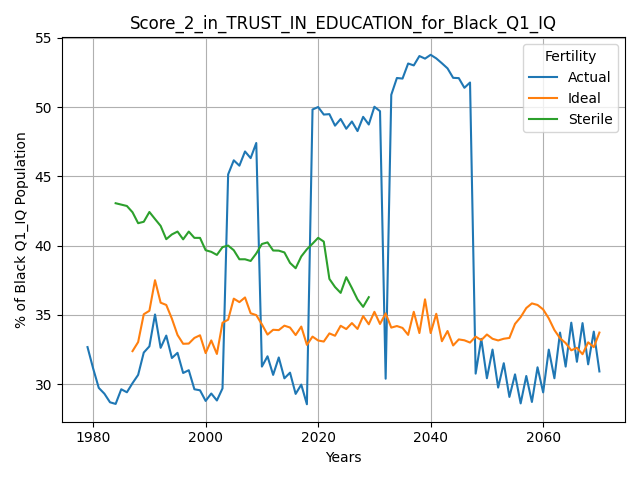 Score_2_in_TRUST_IN_EDUCATION_for_Black_Q1_IQ
% of Black Q1_IQ Population
55
50
45
40
35
30
Fertility
Actual
Ideal
Sterile
1980
2000
2020
2040
2060
Years